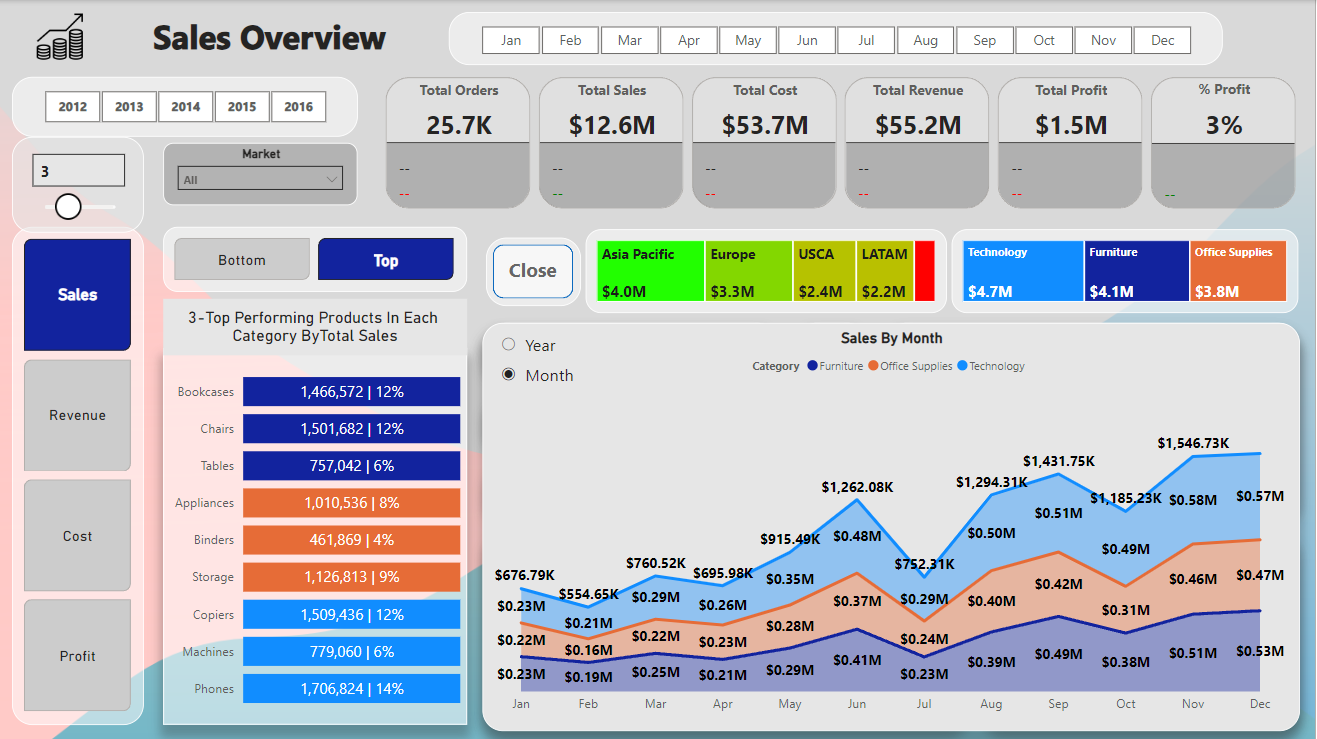 Sales Overview
Jan
Feb
Mar
Apr
May
Jun
Jul
Aug
Sep
Oct
Nov
Dec
2012
2013
2014
2015
2016
Total Orders
25.7K
--
--
Total Sales
$12.6M
--
--
Total Cost
$53.7M
--
--
Total Revenue
$55.2M
--
--
Total Profit
$1.5M
--
--
% Profit
3%
--
3
Market
All
Sales
Revenue
Cost
Profit
Bottom
Top
Close
Asia Pacific
$4.0M
Europe
$3.3M
USCA
$2.4M
LATAM
$2.2M
Technology
$4.7M
Furniture
$4.1M
Office Supplies
$3.8M
3-Top Performing Products In Each
Category ByTotal Sales
Bookcases 1,466,572 | 12%
Chairs 1,501,682 | 12%
Tables 757,042 | 6%
Appliances 1,010,536 | 8%
Binders 461,869 | 4%
Storage 1,126,813 | 9%
Copiers 1,509,436 | 12%
Machines 779,060 | 6%
Phones 1,706,824 | 14%
Year
Month
Sales By Month
Category Furniture Office Supplies Technology
$676.79K
$554.65K
$760.52K
$695.98K
$915.49K
$1,262.08K
$752.31K
$1,294.31K
$1,431.75K
$1,185.23K
$1,546.73K
$0.23M
$0.21M
$0.29M
$0.26M
$0.35M
$0.48M
$0.29M
$0.50M
$0.51M
$0.49M
$0.58M
$0.57M
$0.22M
$0.16M
$0.22M
$0.23M
$0.28M
$0.37M
$0.24M
$0.40M
$0.42M
$0.31M
$0.46M
$0.47M
$0.23M
$0.19M
$0.25M
$0.21M
$0.29M
$0.41M
$0.23M
$0.39M
$0.49M
$0.38M
$0.51M
$0.53M
Jan
Feb
Mar
Apr
May
Jun
Jul
Aug
Sep
Oct
Nov
Dec